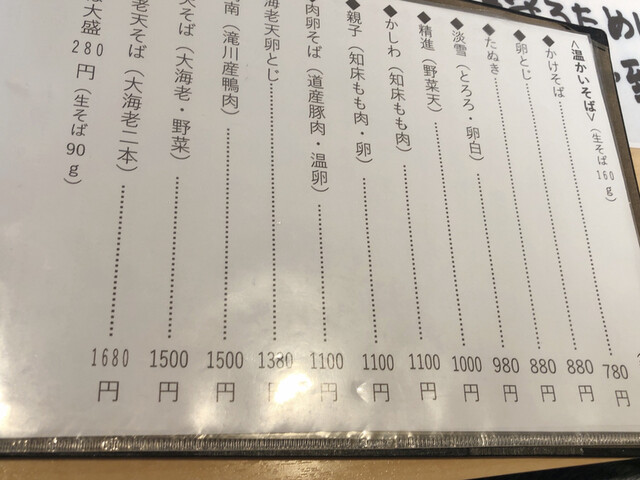 <温かいそば>(生そば160g)
◆かけそば 780円
◆卵とじ 880円
◆たぬき 880円
◆淡雪(とろろ・卵白) 980円
◆精進(野菜天) 1000円
◆かしわ(知床もも肉) 1100円
◆親子(知床もも肉・卵) 1100円
◆肉卵そば(道産豚肉・温卵) 1100円
海老天卵とじ 1380円
南(滝川産鴨肉) 1500円
そば(大海老・野菜) 1500円
老天そば(大海老二本) 1680円
大盛280円(生そば90g)